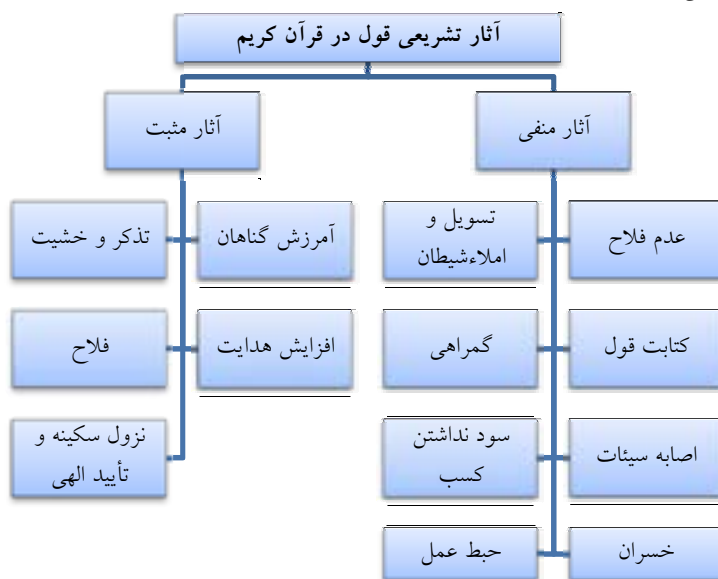 آثار تشریعی قول در قرآن کریم
آثار منفی
آثار مثبت
عدم فلاح
تسویل و
املاءشیطان
آمرزش گناهان
تذکر و خشیت
کتابت قول
گمراهی
افزایش هدایت
فلاح
اصابه سیئات
سود نداشتن
کسب
نزول سکینه و
تأیید الهی
خسران
حبط عمل